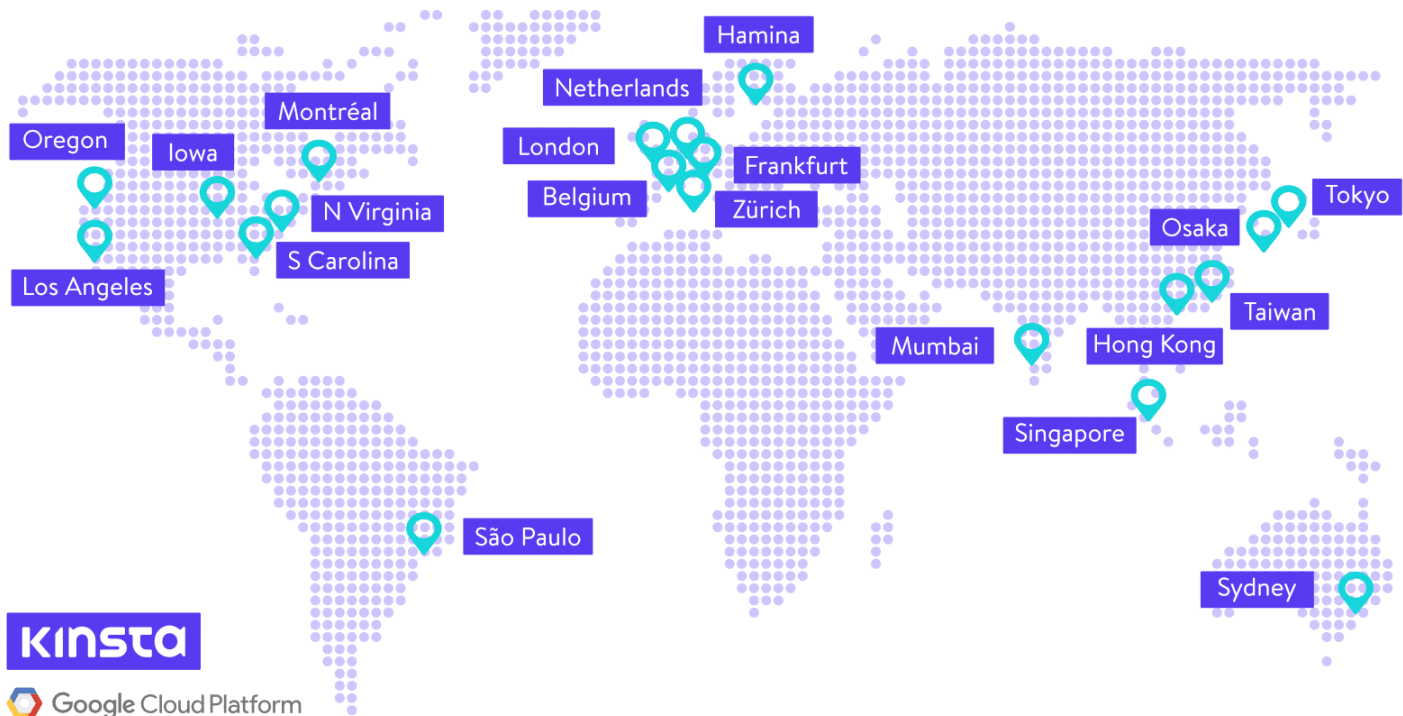 Hamina
Netherlands
Montréal
Oregon
Iowa
London
Frankfurt
Belgium
Tokyo
N Virginia
Zürich
Osaka
S Carolina
Los Angeles
Taiwan
Mumbai
Hong Kong
Singapore
São Paulo
Sydney
Kinsta
Google Cloud Platform